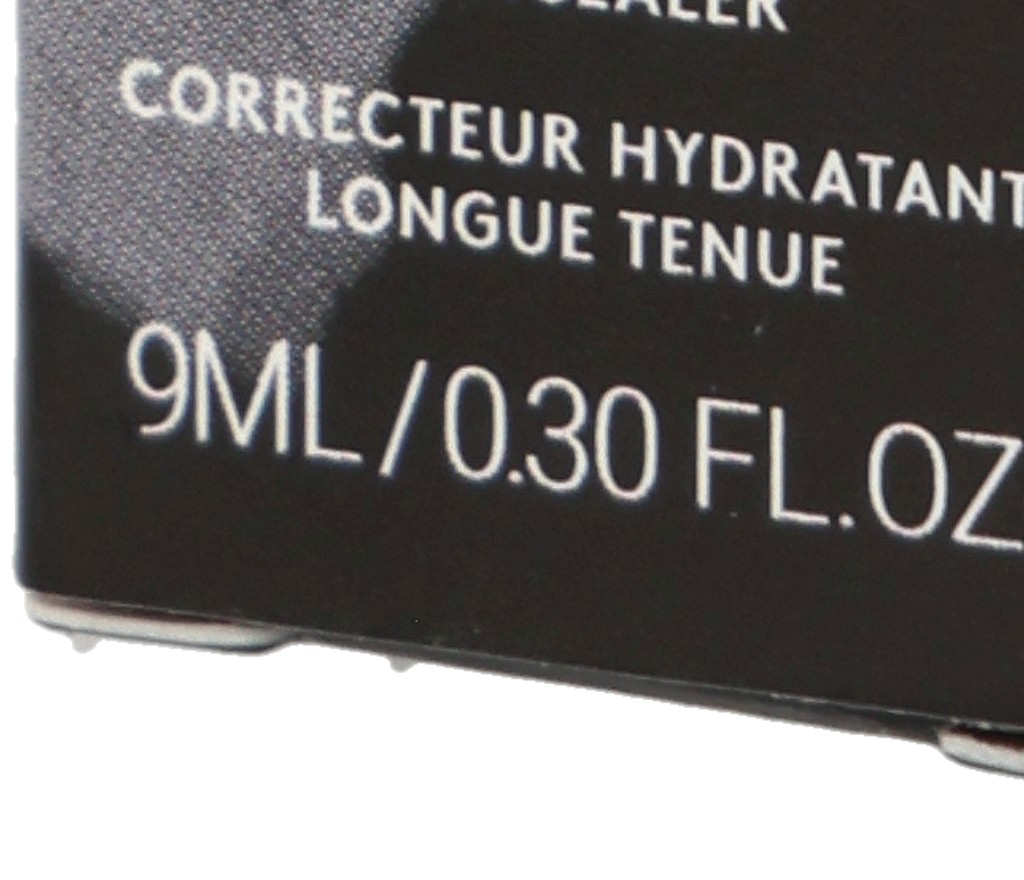 CORRECTEUR HYDRATANT
LONGUE TENUE
9ML/0.30 FL.OZ